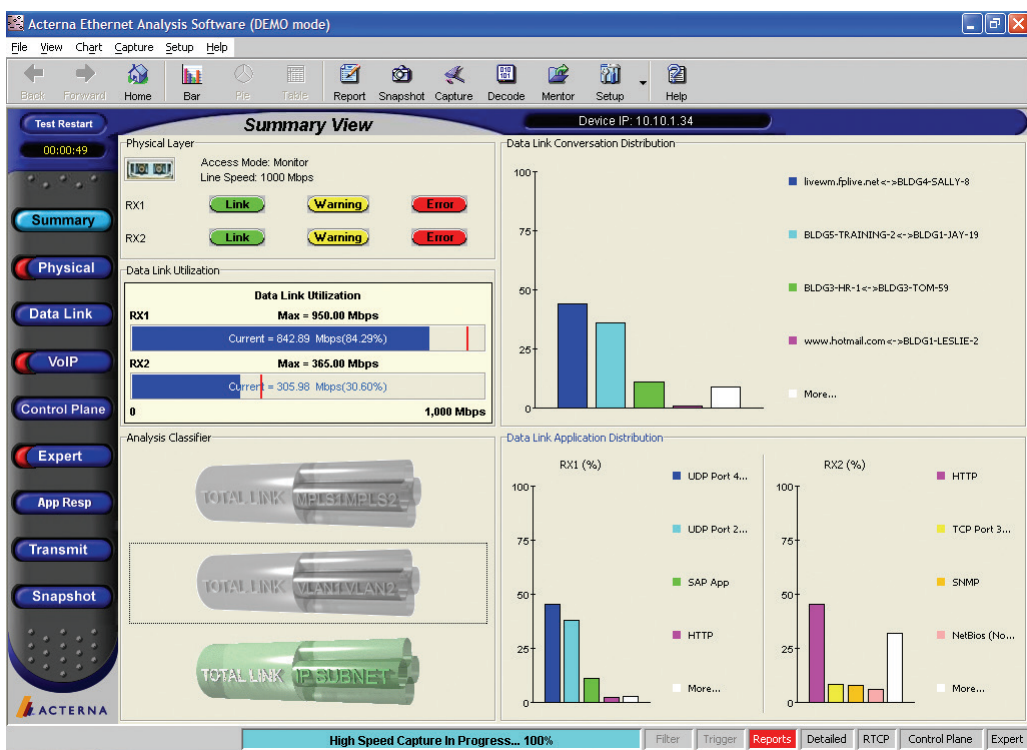 Acterna Ethernet Analysis Software (DEMO mode)
File View Chart Capture Setup Help
Back Forward Home Bar Pie Table Report Snapshot Capture Decode Mentor Setup Help
Test Restart
00:00:49
Summary View
Device IP: 10.10.1.34
Summary
Physical
Data Link
VoIP
Control Plane
Expert
App Resp
Transmit
Snapshot
ACTERNA
Physical Layer
Access Mode: Monitor
Line Speed: 1000 Mbps
RX1 Link Warning Error
RX2 Link Warning Error
Data Link Utilization
Data Link Utilization
RX1 Max = 950.00 Mbps
Current = 842.89 Mbps(84.29%)
RX2 Max = 365.00 Mbps
Current = 305.98 Mbps(30.60%)
0 1,000 Mbps
Analysis Classifier
TOTAL LINK MPLS1 MPLS2
TOTAL LINK VLAN1 VLAN2
TOTAL LINK IP SUBNET
Data Link Conversation Distribution
100
75
50
25
0
livewm.fplive.net<->BLDG4-SALLY-8
BLDG5-TRAINING-2<->BLDG1-JAY-19
BLDG3-HR-1<->BLDG3-TOM-59
www.hotmail.com<->BLDG1-LESLIE-2
More...
Data Link Application Distribution
RX1 (%)
100
75
50
25
0
UDP Port 4...
UDP Port 2...
SAP App
HTTP
More...
RX2 (%)
100
75
50
25
0
HTTP
TCP Port 3...
SNMP
NetBios (No...
More...
High Speed Capture In Progress... 100%
Filter Trigger Reports Detailed RTCP Control Plane Expert